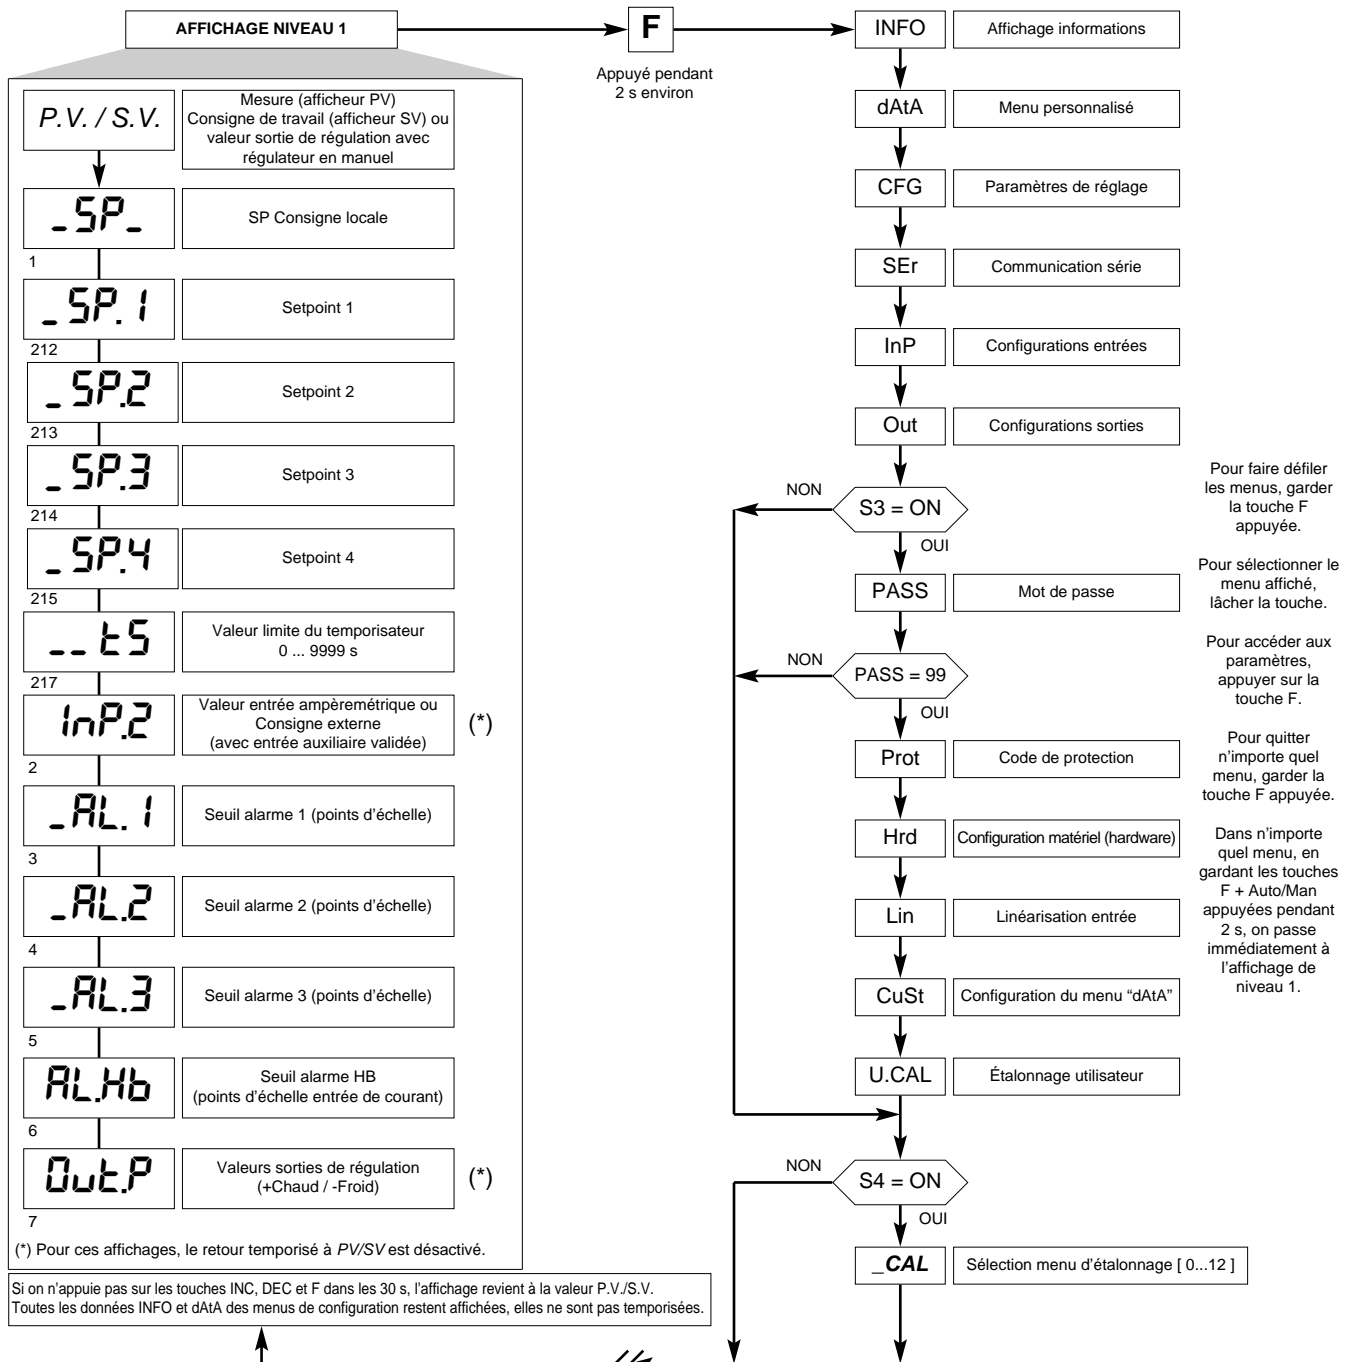 AFFICHAGE NIVEAU 1
F
Appuyé pendant
2 s environ
P.V. / S.V.
Mesure (afficheur PV)
Consigne de travail (afficheur SV) ou
valeur sortie de régulation avec
régulateur en manuel
_SP_
SP Consigne locale
1
_SP.1
Setpoint 1
212
_SP.2
Setpoint 2
213
_SP.3
Setpoint 3
214
_SP.4
Setpoint 4
215
__tS
Valeur limite du temporisateur
0 ... 9999 s
217
InP.2
Valeur entrée ampèremétrique ou
Consigne externe
(avec entrée auxiliaire validée)
(*)
2
_AL.1
Seuil alarme 1 (points d’échelle)
3
_AL.2
Seuil alarme 2 (points d’échelle)
4
_AL.3
Seuil alarme 3 (points d’échelle)
5
AL.Hb
Seuil alarme HB
(points d’échelle entrée de courant)
6
Out.P
Valeurs sorties de régulation
(+Chaud / -Froid)
(*)
7
(*) Pour ces affichages, le retour temporisé à PV/SV est désactivé.
Si on n’appuie pas sur les touches INC, DEC et F dans les 30 s, l’affichage revient à la valeur P.V./S.V.
Toutes les données INFO et dAtA des menus de configuration restent affichées, elles ne sont pas temporisées.
INFO
Affichage informations
dAtA
Menu personnalisé
CFG
Paramètres de réglage
SEr
Communication série
InP
Configurations entrées
Out
Configurations sorties
NON
S3 = ON
OUI
PASS
Mot de passe
NON
PASS = 99
OUI
Prot
Code de protection
Hrd
Configuration matériel (hardware)
Lin
Linéarisation entrée
CuSt
Configuration du menu “dAtA”
U.CAL
Étalonnage utilisateur
NON
S4 = ON
OUI
_CAL
Sélection menu d'étalonnage [ 0...12 ]
Pour faire défiler
les menus, garder
la touche F
appuyée.
Pour sélectionner le
menu affiché,
lâcher la touche.
Pour accéder aux
paramètres,
appuyer sur la
touche F.
Pour quitter
n’importe quel
menu, garder la
touche F appuyée.
Dans n’importe
quel menu, en
gardant les touches
F + Auto/Man
appuyées pendant
2 s, on passe
immédiatement à
l’affichage de
niveau 1.